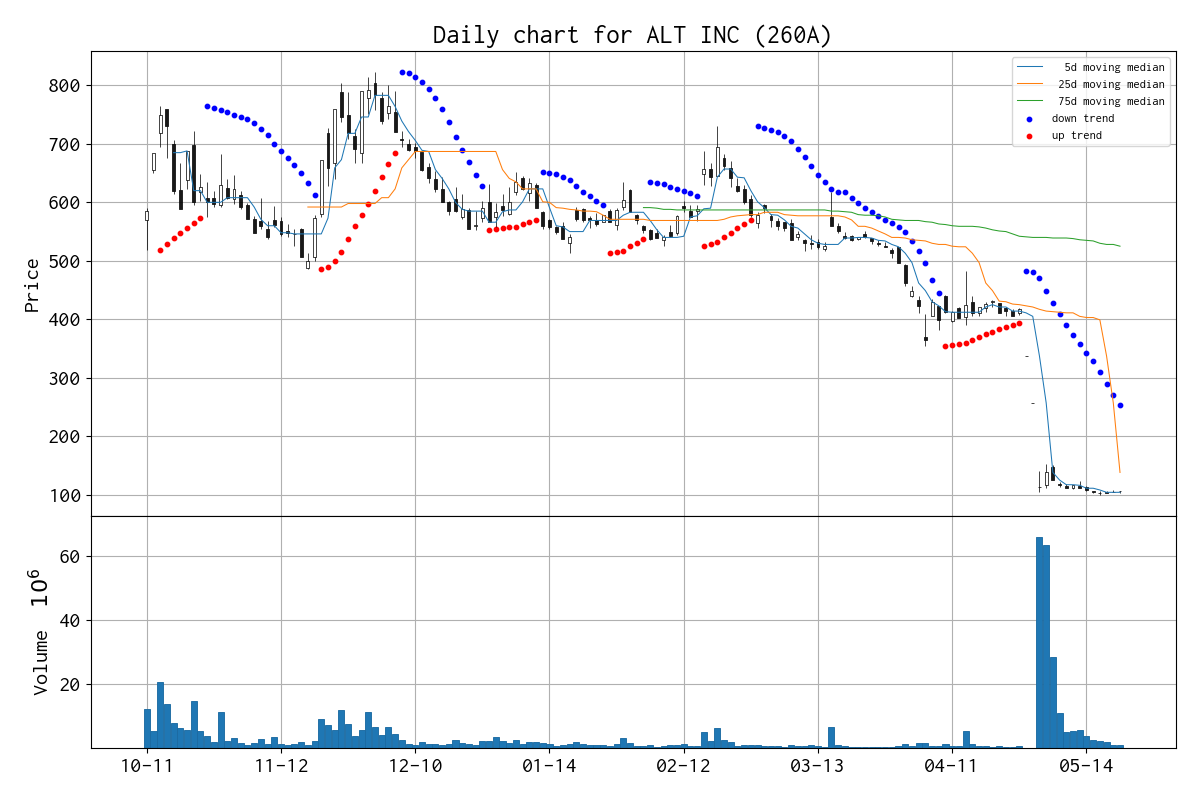 Daily chart for ALT INC (260A)
5d moving median
25d moving median
75d moving median
down trend
up trend
Price
800
700
600
500
400
300
200
100
Volume 10^6
60
40
20
10-11 11-12 12-10 01-14 02-12 03-13 04-11 05-14